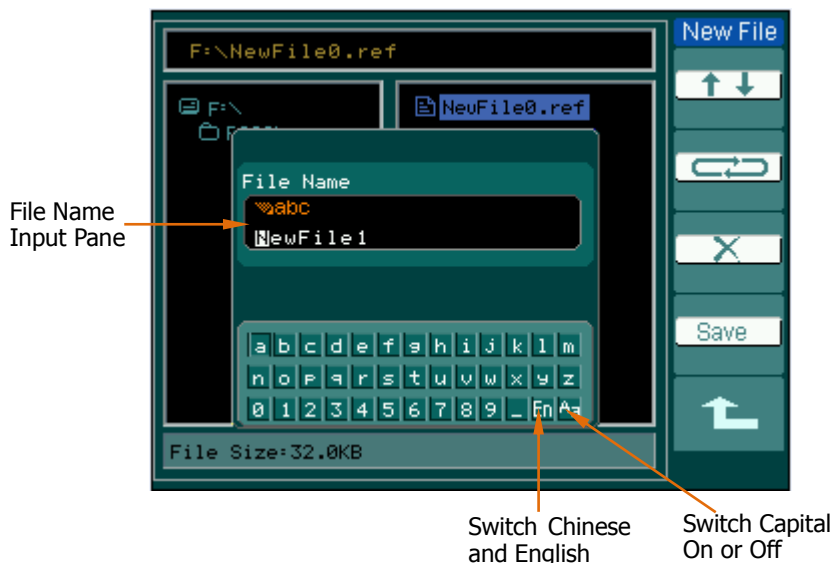 New File
F:\NewFile0.ref
F:\
NewFile0.ref
File Name
abc
NewFile1
File Name
Input Pane
a b c d e f g h i j k l m
n o p q r s t u v w x y z
0 1 2 3 4 5 6 7 8 9 _ En Aa
Save
File Size:32.0KB
Switch Chinese
and English
Switch Capital
On or Off